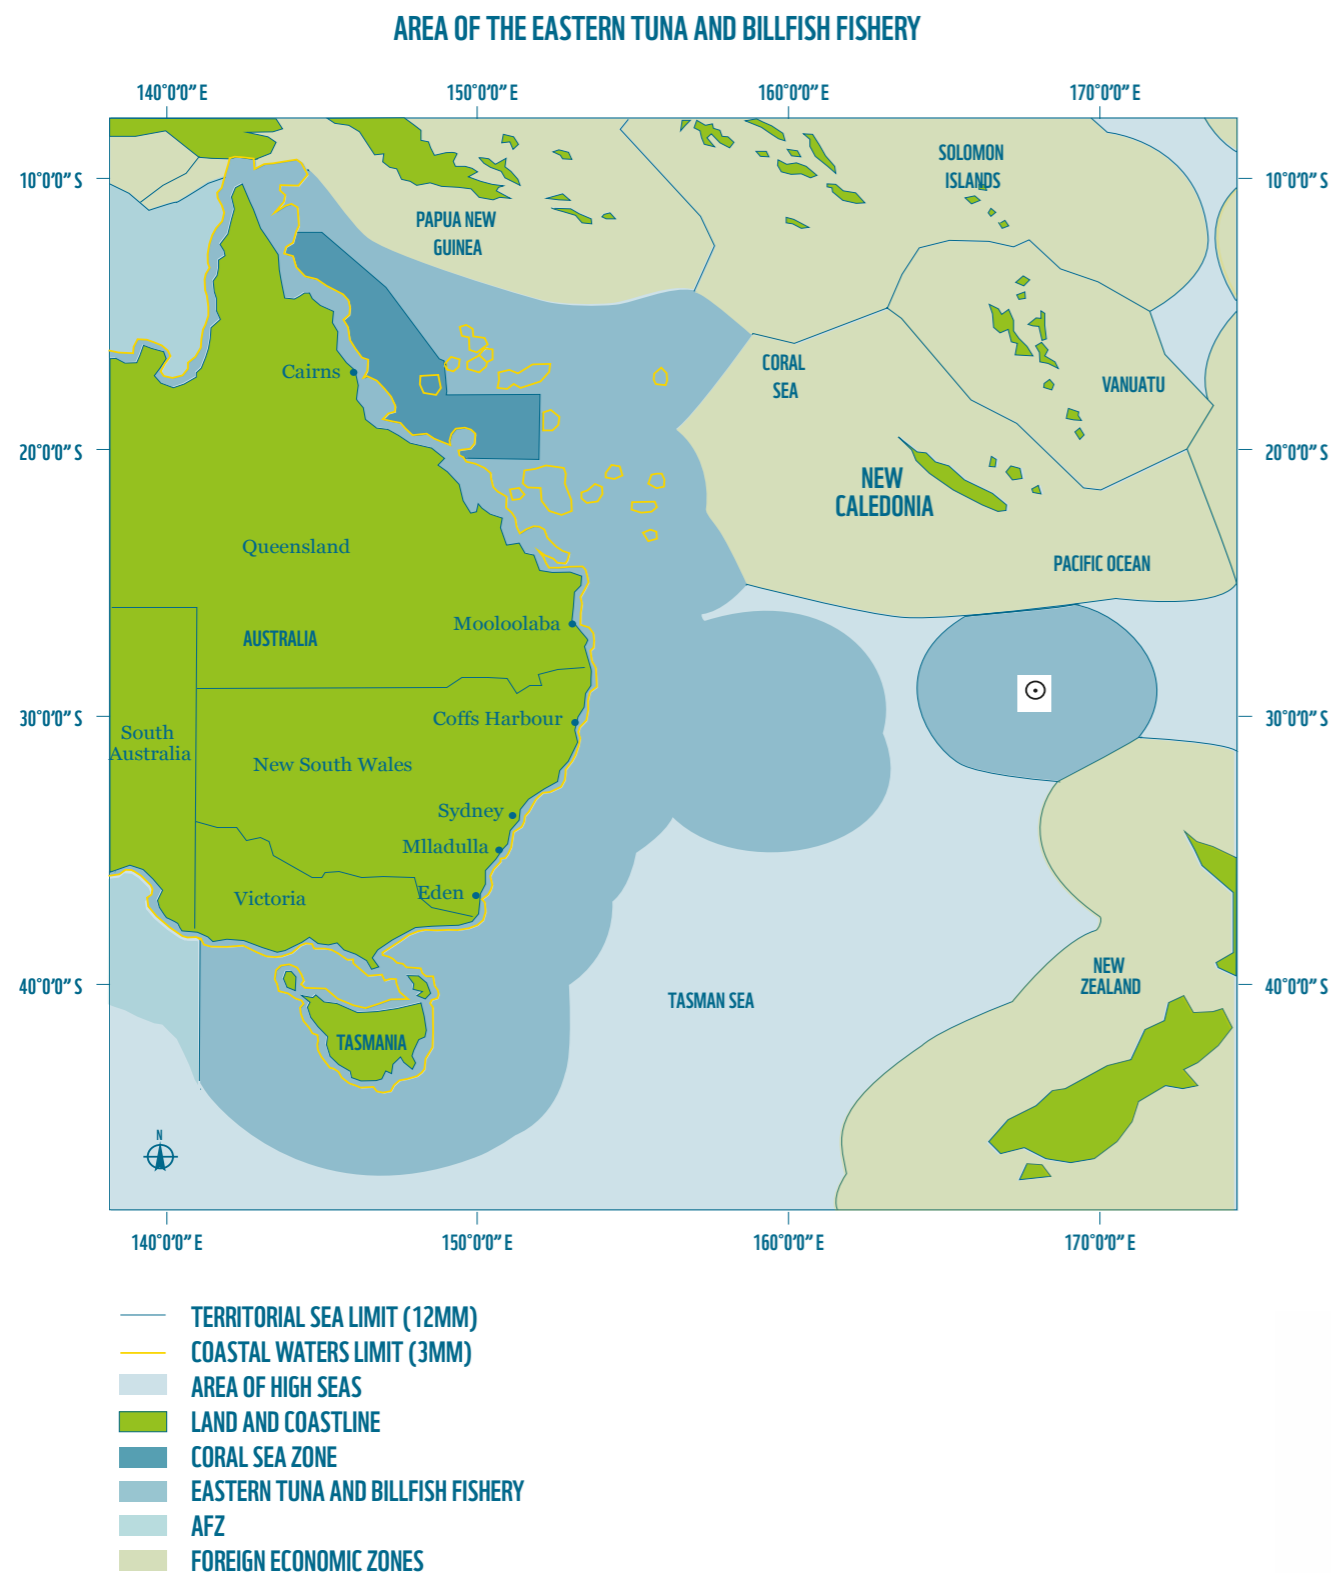 AREA OF THE EASTERN TUNA AND BILLFISH FISHERY
140°0'0" E
150°0'0" E
160°0'0" E
170°0'0" E
10°0'0" S
10°0'0" S
SOLOMON
ISLANDS
PAPUA NEW
GUINEA
CORAL
SEA
Cairns
VANUATU
20°0'0" S
20°0'0" S
NEW
CALEDONIA
Queensland
PACIFIC OCEAN
Mooloolaba
AUSTRALIA
30°0'0" S
30°0'0" S
Coffs Harbour
South
Australia
New South Wales
Sydney
Mlladulla
Eden
Victoria
NEW
ZEALAND
40°0'0" S
40°0'0" S
TASMAN SEA
TASMANIA
N
140°0'0" E
150°0'0" E
160°0'0" E
170°0'0" E
TERRITORIAL SEA LIMIT (12MM)
COASTAL WATERS LIMIT (3MM)
AREA OF HIGH SEAS
LAND AND COASTLINE
CORAL SEA ZONE
EASTERN TUNA AND BILLFISH FISHERY
AFZ
FOREIGN ECONOMIC ZONES